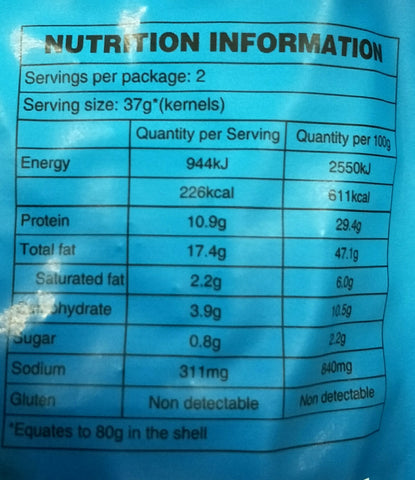 NUTRITION INFORMATION
Servings per package: 2
Serving size: 37g*(kernels)
Quantity per Serving Quantity per 100g
Energy 944kJ 2550kJ
226kcal 611kcal
Protein 10.9g 29.4g
Total fat 17.4g 47.1g
Saturated fat 2.2g 6.0g
Carbohydrate 3.9g 10.5g
Sugar 0.8g 2.2g
Sodium 311mg 840mg
Gluten Non detectable Non detectable
*Equates to 80g in the shell